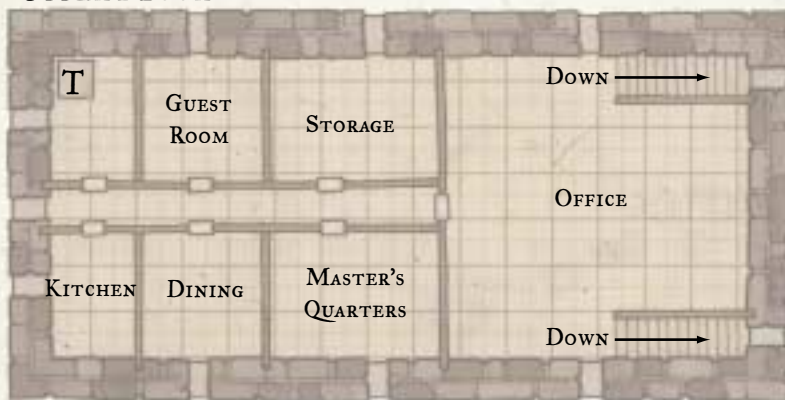 T
Guest
Room
Storage
Down
Office
Kitchen
Dining
Master's
Quarters
Down